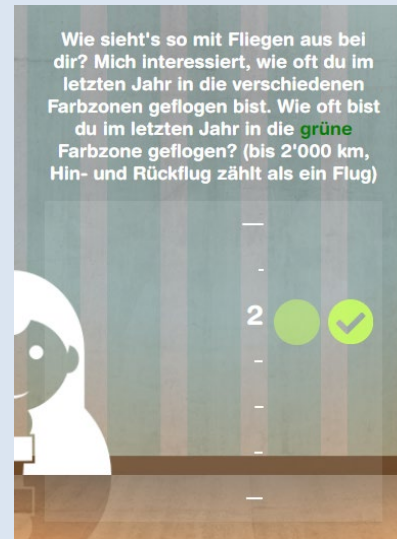 Wie sieht's so mit Fliegen aus bei
dir? Mich interessiert, wie oft du im
letzten Jahr in die verschiedenen
Farbzonen geflogen bist. Wie oft bist
du im letzten Jahr in die grüne
Farbzone geflogen? (bis 2'000 km,
Hin- und Rückflug zählt als ein Flug)
2